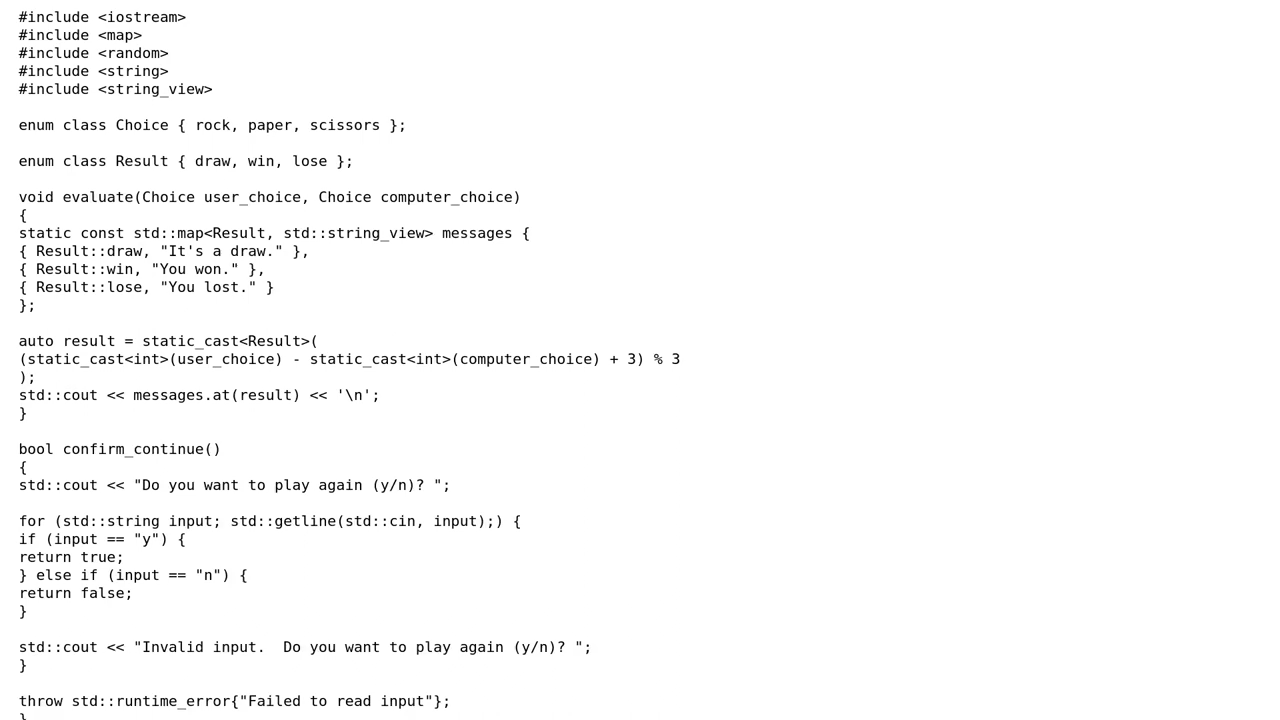 #include <iostream>
#include <map>
#include <random>
#include <string>
#include <string_view>

enum class Choice { rock, paper, scissors };

enum class Result { draw, win, lose };

void evaluate(Choice user_choice, Choice computer_choice)
{
static const std::map<Result, std::string_view> messages {
{ Result::draw, "It's a draw." },
{ Result::win, "You won." },
{ Result::lose, "You lost." }
};

auto result = static_cast<Result>(
(static_cast<int>(user_choice) - static_cast<int>(computer_choice) + 3) % 3
);
std::cout << messages.at(result) << '\n';
}

bool confirm_continue()
{
std::cout << "Do you want to play again (y/n)? ";

for (std::string input; std::getline(std::cin, input);) {
if (input == "y") {
return true;
} else if (input == "n") {
return false;
}

std::cout << "Invalid input.  Do you want to play again (y/n)? ";
}

throw std::runtime_error{"Failed to read input"};
}